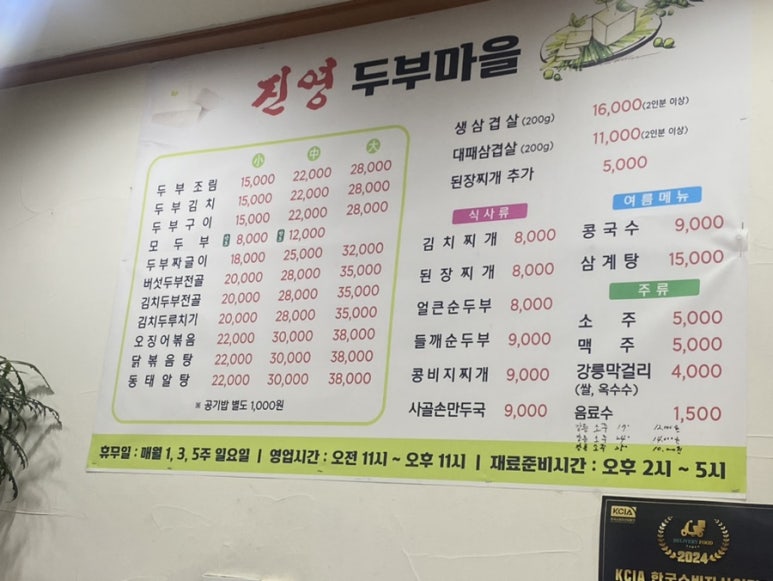 진영 두부마을
小 中 大
두부조림 15,000 22,000 28,000
두부김치 15,000 22,000 28,000
두부구이 15,000 22,000 28,000
모두부 8,000 12,000
두부짜글이 18,000 25,000 32,000
버섯두부전골 20,000 28,000 35,000
김치두부전골 20,000 28,000 35,000
김치두루치기 20,000 28,000 35,000
오징어볶음 22,000 30,000 38,000
닭볶음탕 22,000 30,000 38,000
동태알탕 22,000 30,000 38,000
※ 공기밥 별도 1,000원
생삼겹살 (200g) 16,000 (2인분 이상)
대패삼겹살 (200g) 11,000 (2인분 이상)
된장찌개 추가 5,000
식사류
김치찌개 8,000
된장찌개 8,000
얼큰순두부 8,000
들깨순두부 9,000
콩비지찌개 9,000
사골손만두국 9,000
여름메뉴
콩국수 9,000
삼계탕 15,000
주류
소주 5,000
맥주 5,000
강릉막걸리 4,000
(쌀, 옥수수)
음료수 1,500
휴무일 : 매월 1, 3, 5주 일요일 | 영업시간 : 오전 11시 ~ 오후 11시 | 재료준비시간 : 오후 2시 ~ 5시
KCIA
DELIVERY FOOD
2024
KCIA